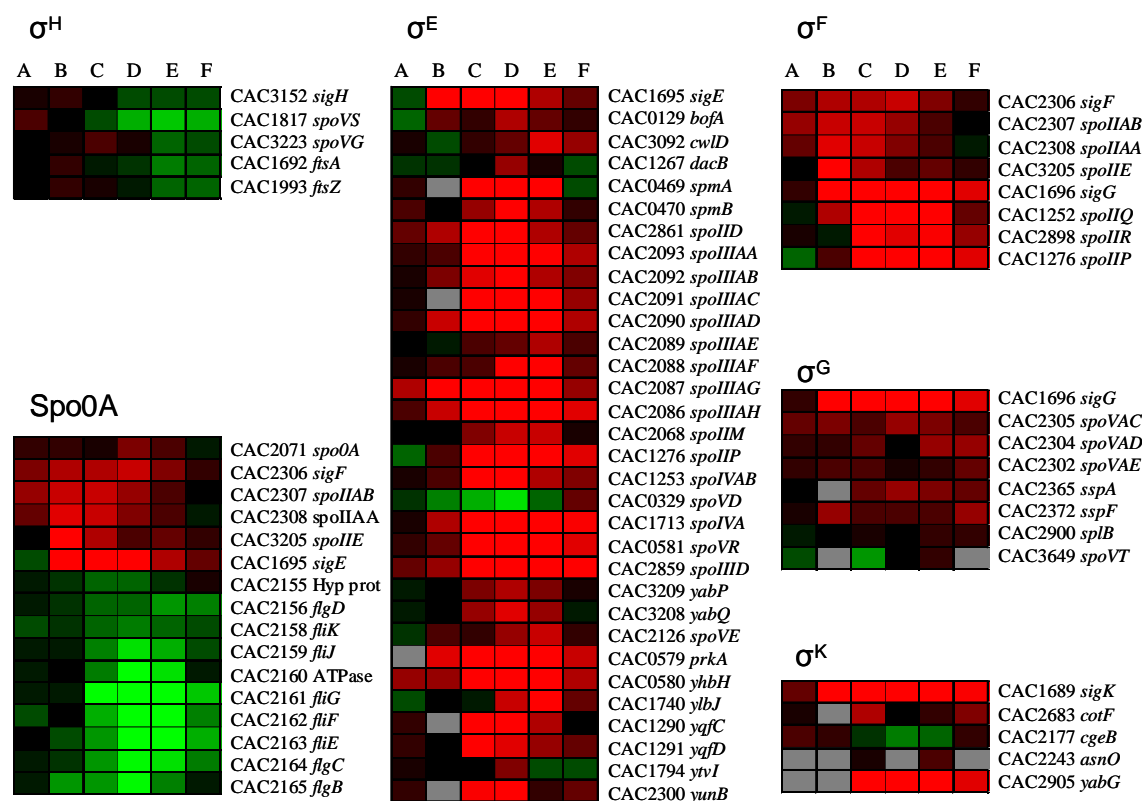 σH
A B C D E F
CAC3152 sigH
CAC1817 spoVS
CAC3223 spoVG
CAC1692 ftsA
CAC1993 ftsZ
Spo0A
CAC2071 spo0A
CAC2306 sigF
CAC2307 spoIIAB
CAC2308 spoIIAA
CAC3205 spoIIE
CAC1695 sigE
CAC2155 Hyp prot
CAC2156 flgD
CAC2158 fliK
CAC2159 fliJ
CAC2160 ATPase
CAC2161 fliG
CAC2162 fliF
CAC2163 fliE
CAC2164 flgC
CAC2165 flgB
σE
A B C D E F
CAC1695 sigE
CAC0129 bofA
CAC3092 cwlD
CAC1267 dacB
CAC0469 spmA
CAC0470 spmB
CAC2861 spoIID
CAC2093 spoIIIAA
CAC2092 spoIIIAB
CAC2091 spoIIIAC
CAC2090 spoIIIAD
CAC2089 spoIIIAE
CAC2088 spoIIIAF
CAC2087 spoIIIAG
CAC2086 spoIIIAH
CAC2068 spoIIM
CAC1276 spoIIP
CAC1253 spoIVAB
CAC0329 spoVD
CAC1713 spoIVA
CAC0581 spoVR
CAC2859 spoIIID
CAC3209 yabP
CAC3208 yabQ
CAC2126 spoVE
CAC0579 prkA
CAC0580 yhbH
CAC1740 ylbJ
CAC1290 yqfC
CAC1291 yqfD
CAC1794 ytvI
CAC2300 yunB
σF
A B C D E F
CAC2306 sigF
CAC2307 spoIIAB
CAC2308 spoIIAA
CAC3205 spoIIE
CAC1696 sigG
CAC1252 spoIIQ
CAC2898 spoIIR
CAC1276 spoIIP
σG
CAC1696 sigG
CAC2305 spoVAC
CAC2304 spoVAD
CAC2302 spoVAE
CAC2365 sspA
CAC2372 sspF
CAC2900 splB
CAC3649 spoVT
σK
CAC1689 sigK
CAC2683 cotF
CAC2177 cgeB
CAC2243 asnO
CAC2905 yabG